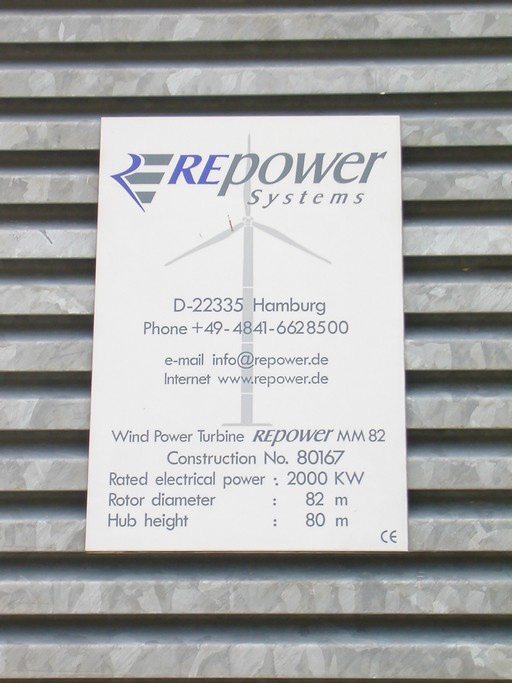 REpower
Systems
D-22335 Hamburg
Phone +49-4841-6628500
e-mail info@repower.de
Internet www.repower.de
Wind Power Turbine REpower MM 82
Construction No. 80167
Rated electrical power : 2000 KW
Rotor diameter : 82 m
Hub height : 80 m
CE